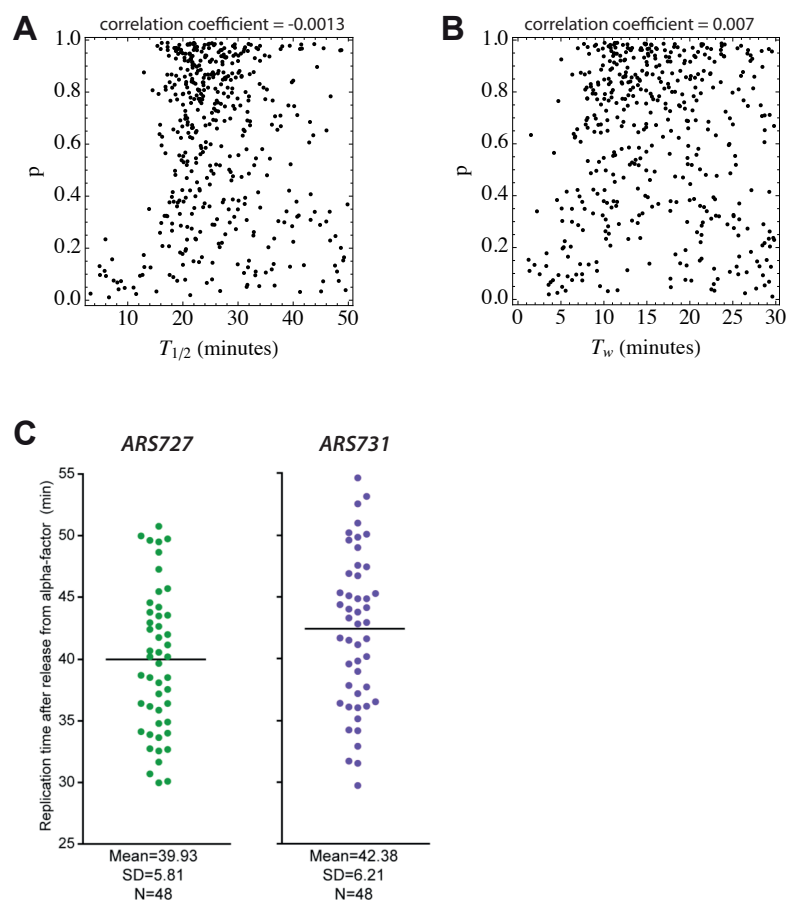 A
correlation coefficient = -0.0013
p
1.0
0.8
0.6
0.4
0.2
0.0
10 20 30 40 50
T1/2 (minutes)
B
correlation coefficient = 0.007
p
1.0
0.8
0.6
0.4
0.2
0.0
0 5 10 15 20 25 30
Tw (minutes)
C
ARS727 ARS731
Replication time after release from alpha-factor (min)
55
50
45
40
35
30
25
Mean=39.93
SD=5.81
N=48
Mean=42.38
SD=6.21
N=48